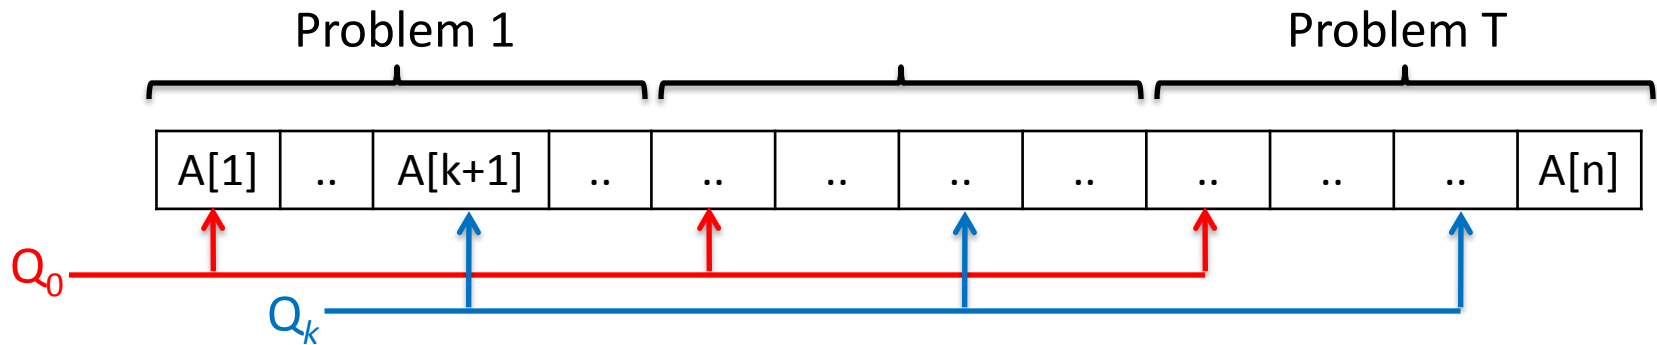 Problem 1 Problem T
A[1] .. A[k+1] .. .. .. .. .. .. .. .. A[n]
Q0
Qk